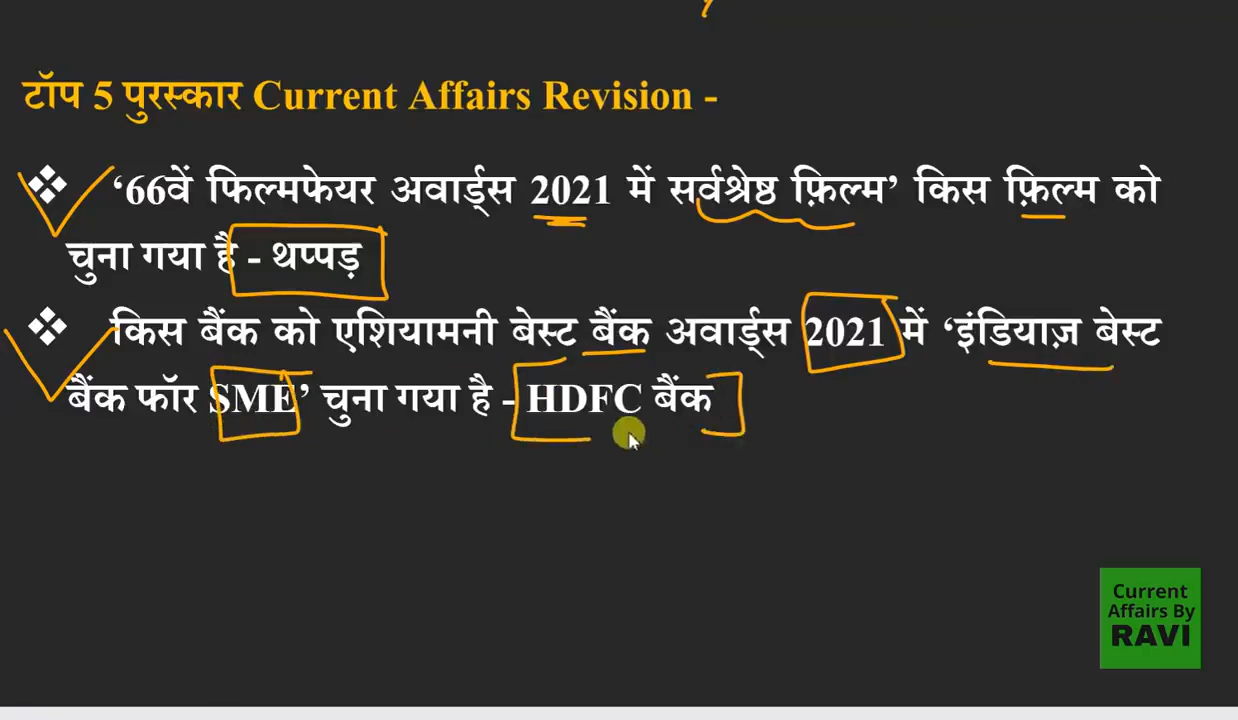 टॉप 5 पुरस्कार Current Affairs Revision -
❖ ‘66वें फिल्मफेयर अवार्ड्स 2021 में सर्वश्रेष्ठ फ़िल्म’ किस फ़िल्म को
चुना गया है - थप्पड़
❖ किस बैंक को एशियामनी बेस्ट बैंक अवार्ड्स 2021 में ‘इंडियाज़ बेस्ट
बैंक फॉर SME’ चुना गया है - HDFC बैंक
Current
Affairs By
RAVI